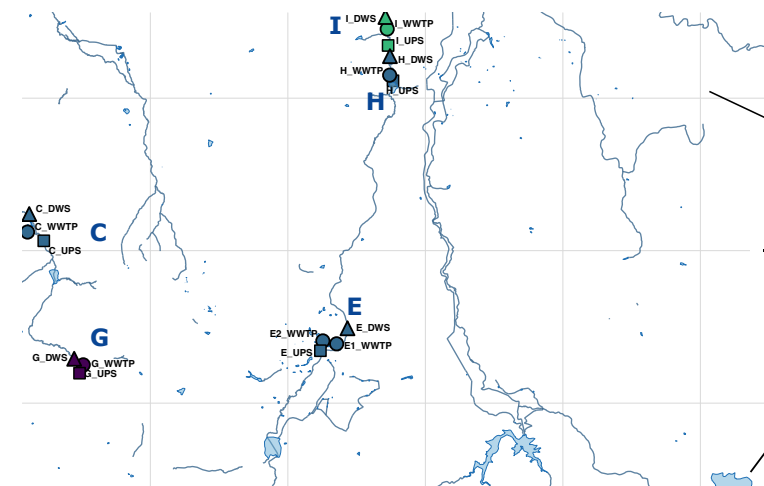 I_DWS
I
I_WWTP
I_UPS
H_DWS
H_WWTP
H_UPS
H
C_DWS
C_WWTP
C
C_UPS
E
E_DWS
E2_WWTP
E1_WWTP
E_UPS
G
G_DWS
G_WWTP
G_UPS